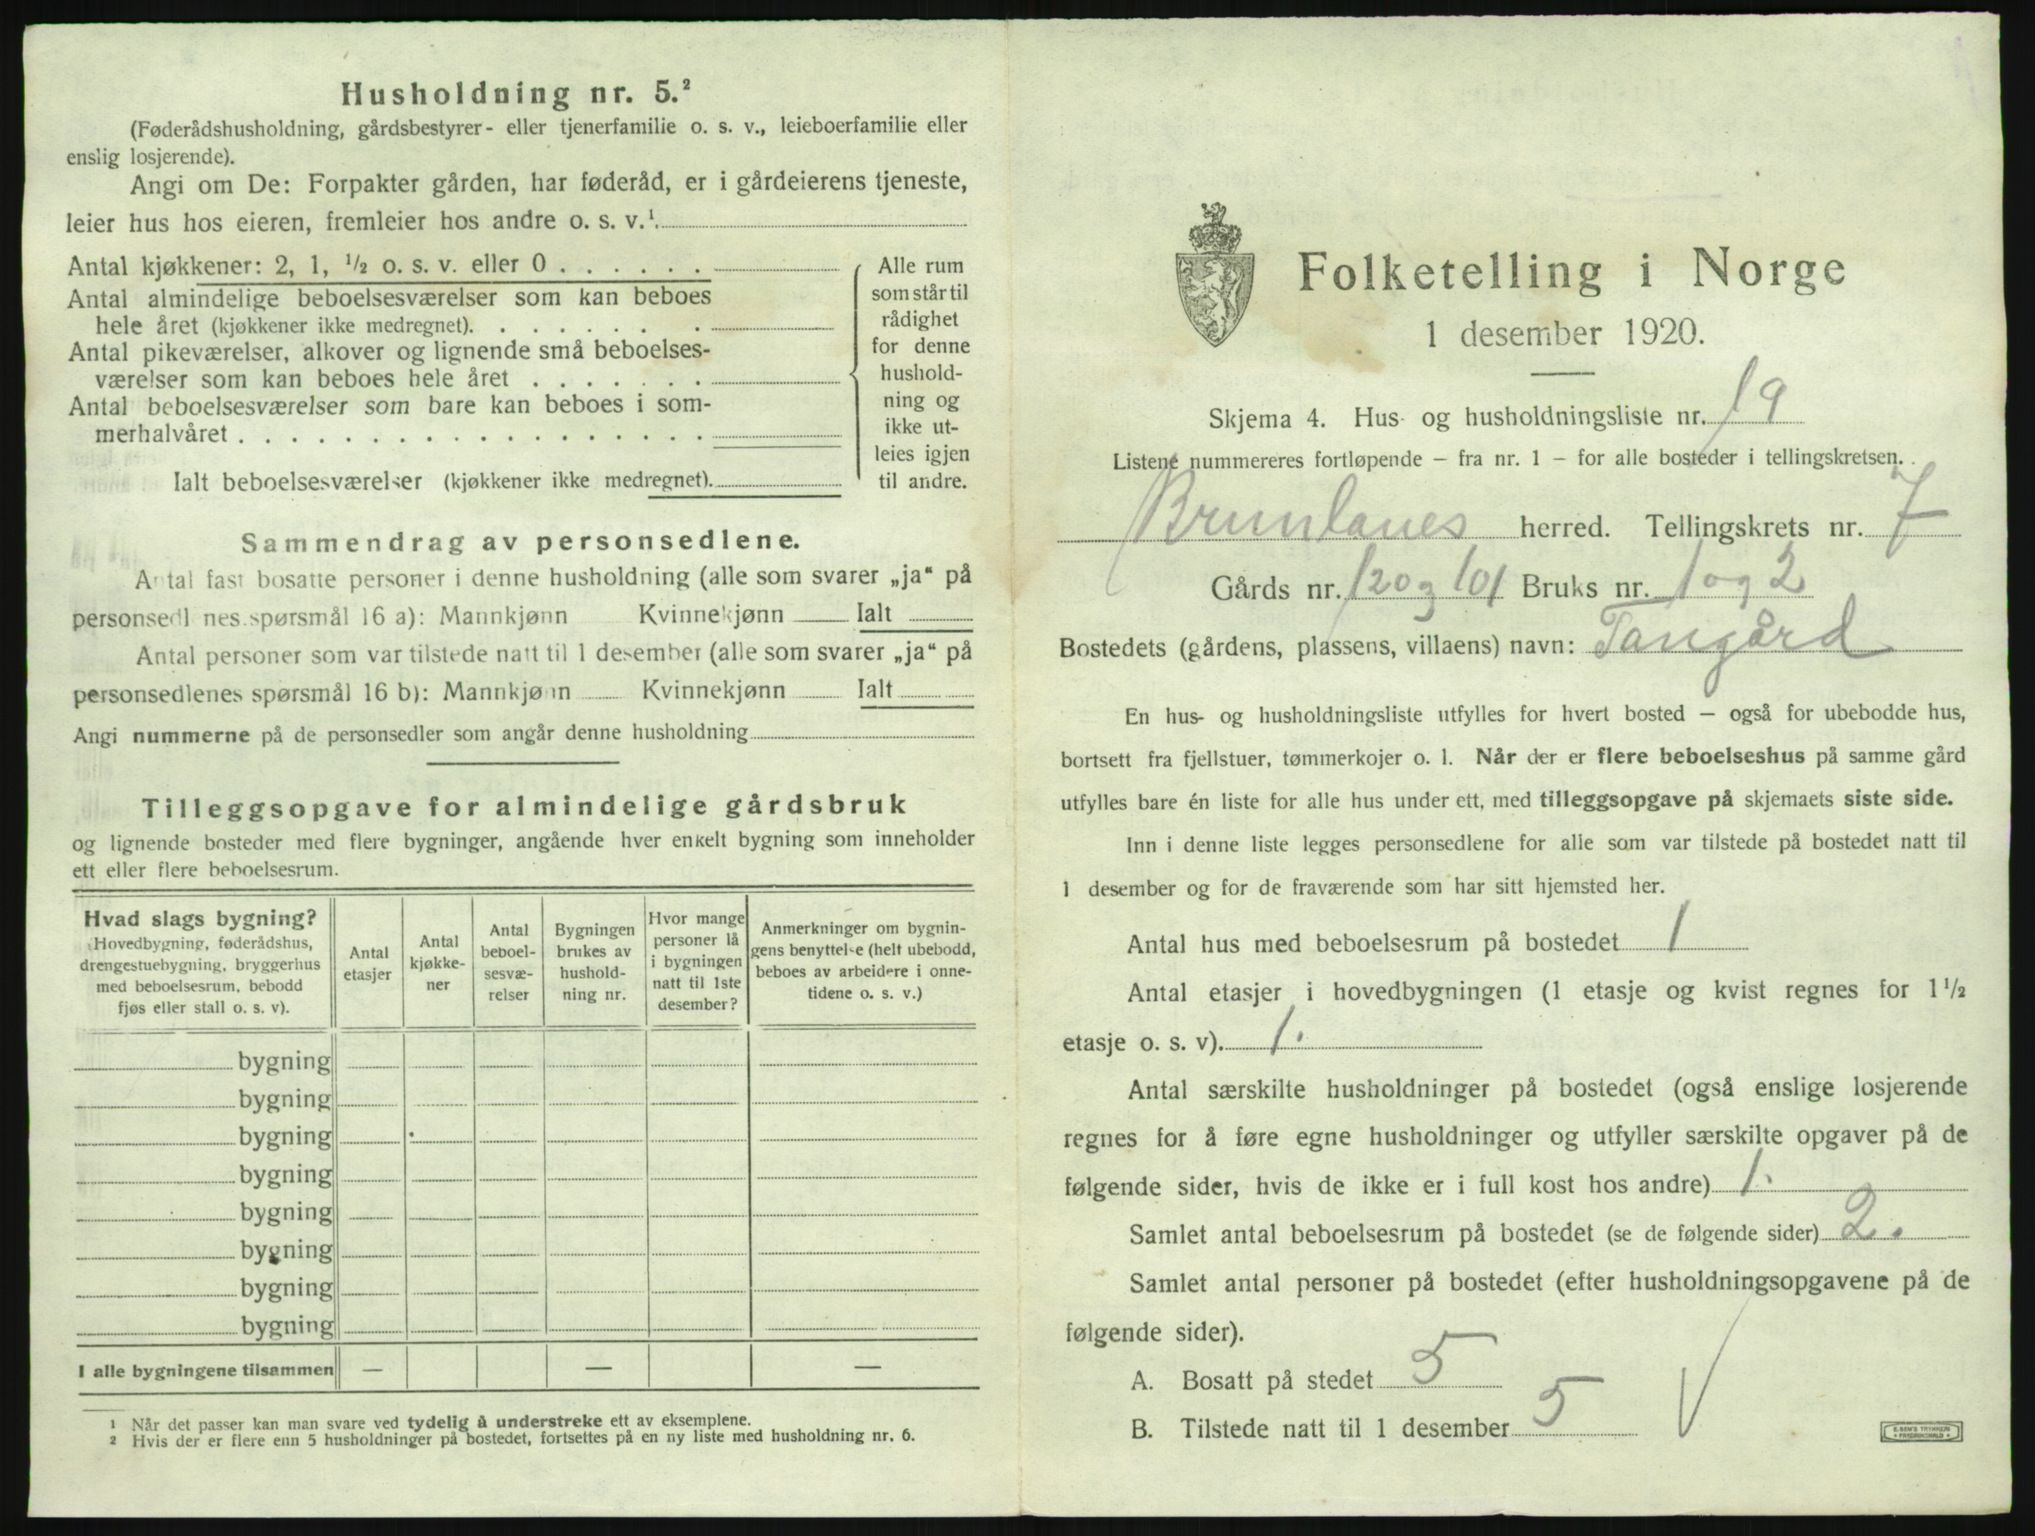 Husholdning nr. 5.²
(Føderådshusholdning, gårdsbestyrer- eller tjenerfamilie o. s. v., leieboerfamilie eller
enslig losjerende).
Angi om De: Forpakter gården, har føderåd, er i gårdeierens tjeneste,
leier hus hos eieren, fremleier hos andre o. s. v.¹.
Antal kjøkkener: 2, 1, ½ o. s. v. eller 0 . . . . . .
Antal almindelige beboelsesværelser som kan beboes
hele året (kjøkkener ikke medregnet). . . . . . . .
Antal pikeværelser, alkover og lignende små beboelses-
værelser som kan beboes hele året . . . . . . .
Antal beboelsesværelser som bare kan beboes i som-
merhalvåret . . . . . . . . . . . . . . . . . .
Ialt beboelsesværelser (kjøkkener ikke medregnet).
Alle rum
som står til
rådighet
for denne
hushold-
ning og
ikke ut-
leies igjen
til andre.
Sammendrag av personsedlene.
Antal fast bosatte personer i denne husholdning (alle som svarer „ja“ på
personsedlnes spørsmål 16 a): Mannkjønn Kvinnekjønn Ialt
Antal personer som var tilstede natt til 1 desember (alle som svarer „ja“ på
personsedlenes spørsmål 16 b): Mannkjønn Kvinnekjønn Ialt
Angi nummerne på de personsedler som angår denne husholdning
Tilleggsopgave for almindelige gårdsbruk
og lignende bosteder med flere bygninger, angående hver enkelt bygning som inneholder
ett eller flere beboelsesrum.
Hvad slags bygning?
(Hovedbygning, føderådshus,
drengestuebygning, bryggerhus
med beboelsesrum, bebodd
fjøs eller stall o. s. v).
Antal
etasjer
Antal
kjøkke-
ner
Antal
beboel-
sesvæ-
relser
Bygningen
brukes av
hushold-
ning nr.
Hvor mange
personer lå
i bygningen
natt til 1ste
desember?
Anmerkninger om bygnin-
gens benyttelse (helt ubebodd,
beboes av arbeidere i onne-
tidene o. s. v.)
bygning
bygning
bygning
bygning
bygning
bygning
bygning
bygning
I alle bygningene tilsammen — — —
¹ Når det passer kan man svare ved tydelig å understreke ett av eksemplene.
² Hvis der er flere enn 5 husholdninger på bostedet, fortsettes på en ny liste med husholdning nr. 6.
Folketelling i Norge
1 desember 1920.
Skjema 4. Hus- og husholdningsliste nr. 19
Listene nummereres fortløpende – fra nr. 1 – for alle bosteder i tellingskretsen.
Brunlanes herred. Tellingskrets nr. 7
Gårds nr. 120 og 101 Bruks nr. 1 og 2
Bostedets (gårdens, plassens, villaens) navn: Tangård
En hus- og husholdningsliste utfylles for hvert bosted – også for ubebodde hus,
bortsett fra fjellstuer, tømmerkojer o. l. Når der er flere beboelseshus på samme gård
utfylles bare én liste for alle hus under ett, med tilleggsopgave på skjemaets siste side.
Inn i denne liste legges personsedlene for alle som var tilstede på bostedet natt til
1 desember og for de fraværende som har sitt hjemsted her.
Antal hus med beboelsesrum på bostedet 1
Antal etasjer i hovedbygningen (1 etasje og kvist regnes for 1½
etasje o. s. v). 1.
Antal særskilte husholdninger på bostedet (også enslige losjerende
regnes for å føre egne husholdninger og utfyller særskilte opgaver på de
følgende sider, hvis de ikke er i full kost hos andre) 1.
Samlet antal beboelsesrum på bostedet (se de følgende sider) 2.
Samlet antal personer på bostedet (efter husholdningsopgavene på de
følgende sider).
A. Bosatt på stedet 5
B. Tilstede natt til 1 desember 5